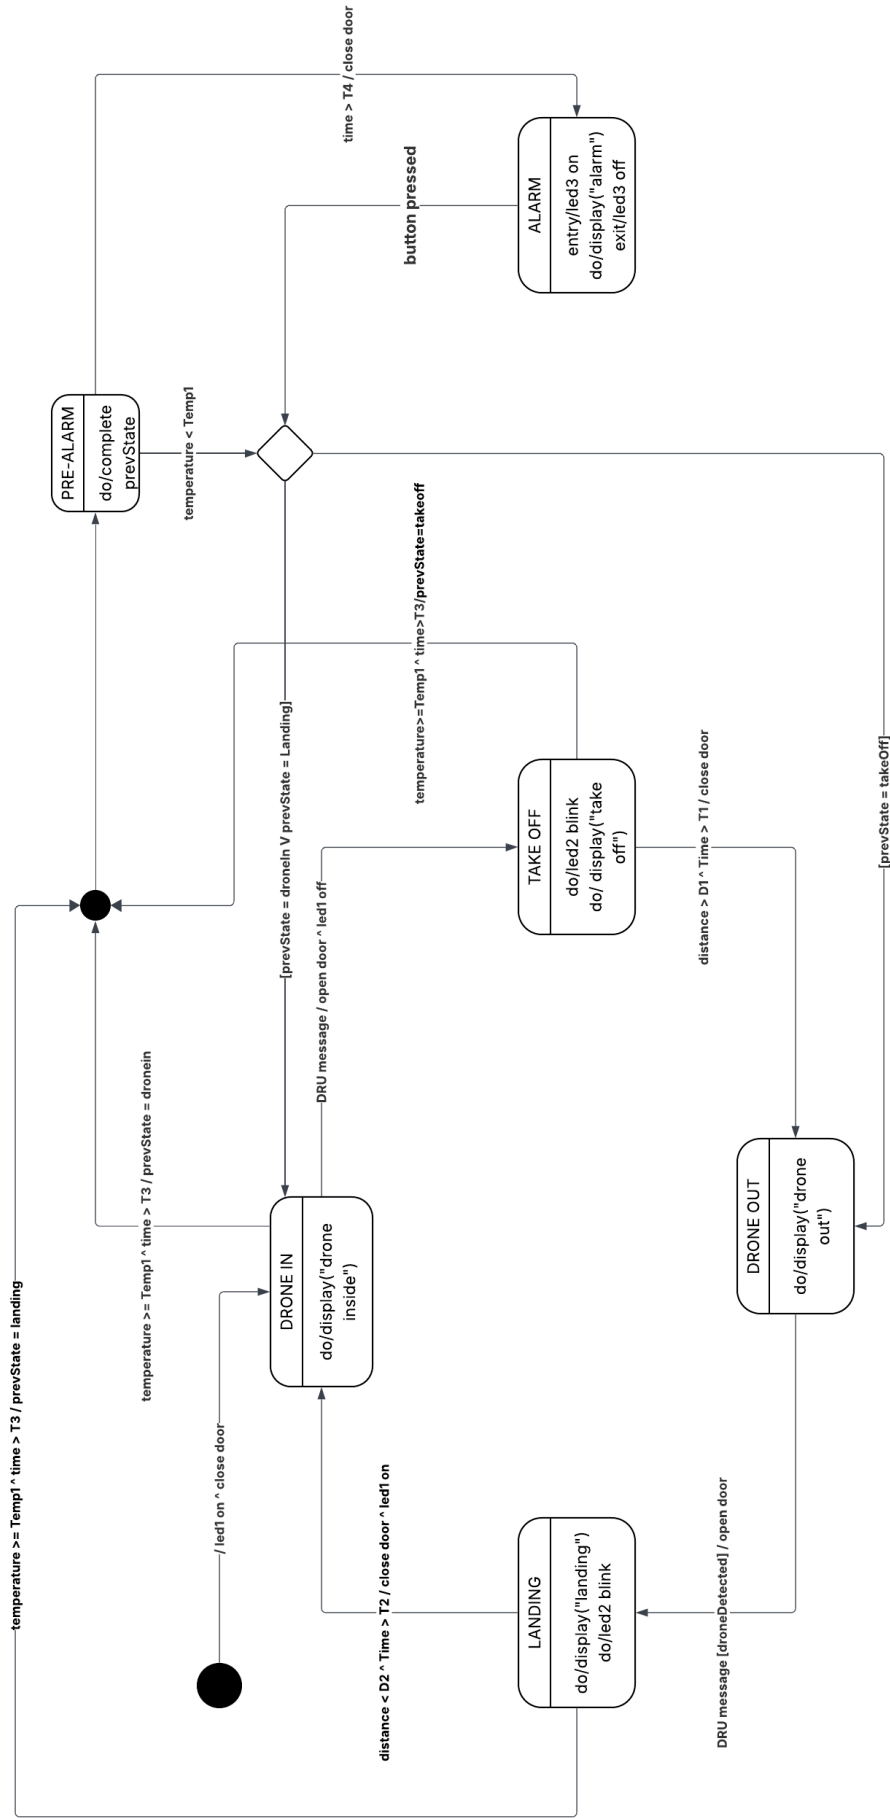 time > T4 / close door
button pressed
ALARM
entry/led3 on
do/display("alarm")
exit/led3 off
PRE-ALARM
do/complete
prevState
temperature < Temp1
temperature>=Temp1 ^ time>T3/prevState=takeoff
[prevState = droneIn V prevState = Landing]
[prevState = takeOff]
TAKE OFF
do/led2 blink
do/ display("take
off")
DRU message / open door ^ led1 off
distance > D1 ^ Time > T1 / close door
temperature >= Temp1 ^ time > T3 / prevState = dronein
DRONE IN
do/display("drone
inside")
DRONE OUT
do/display("drone
out")
temperature >= Temp1 ^ time > T3 / prevState = landing
/ led1 on ^ close door
distance < D2 ^ Time > T2 / close door ^ led1 on
LANDING
do/display("landing")
do/led2 blink
DRU message [droneDetected] / open door